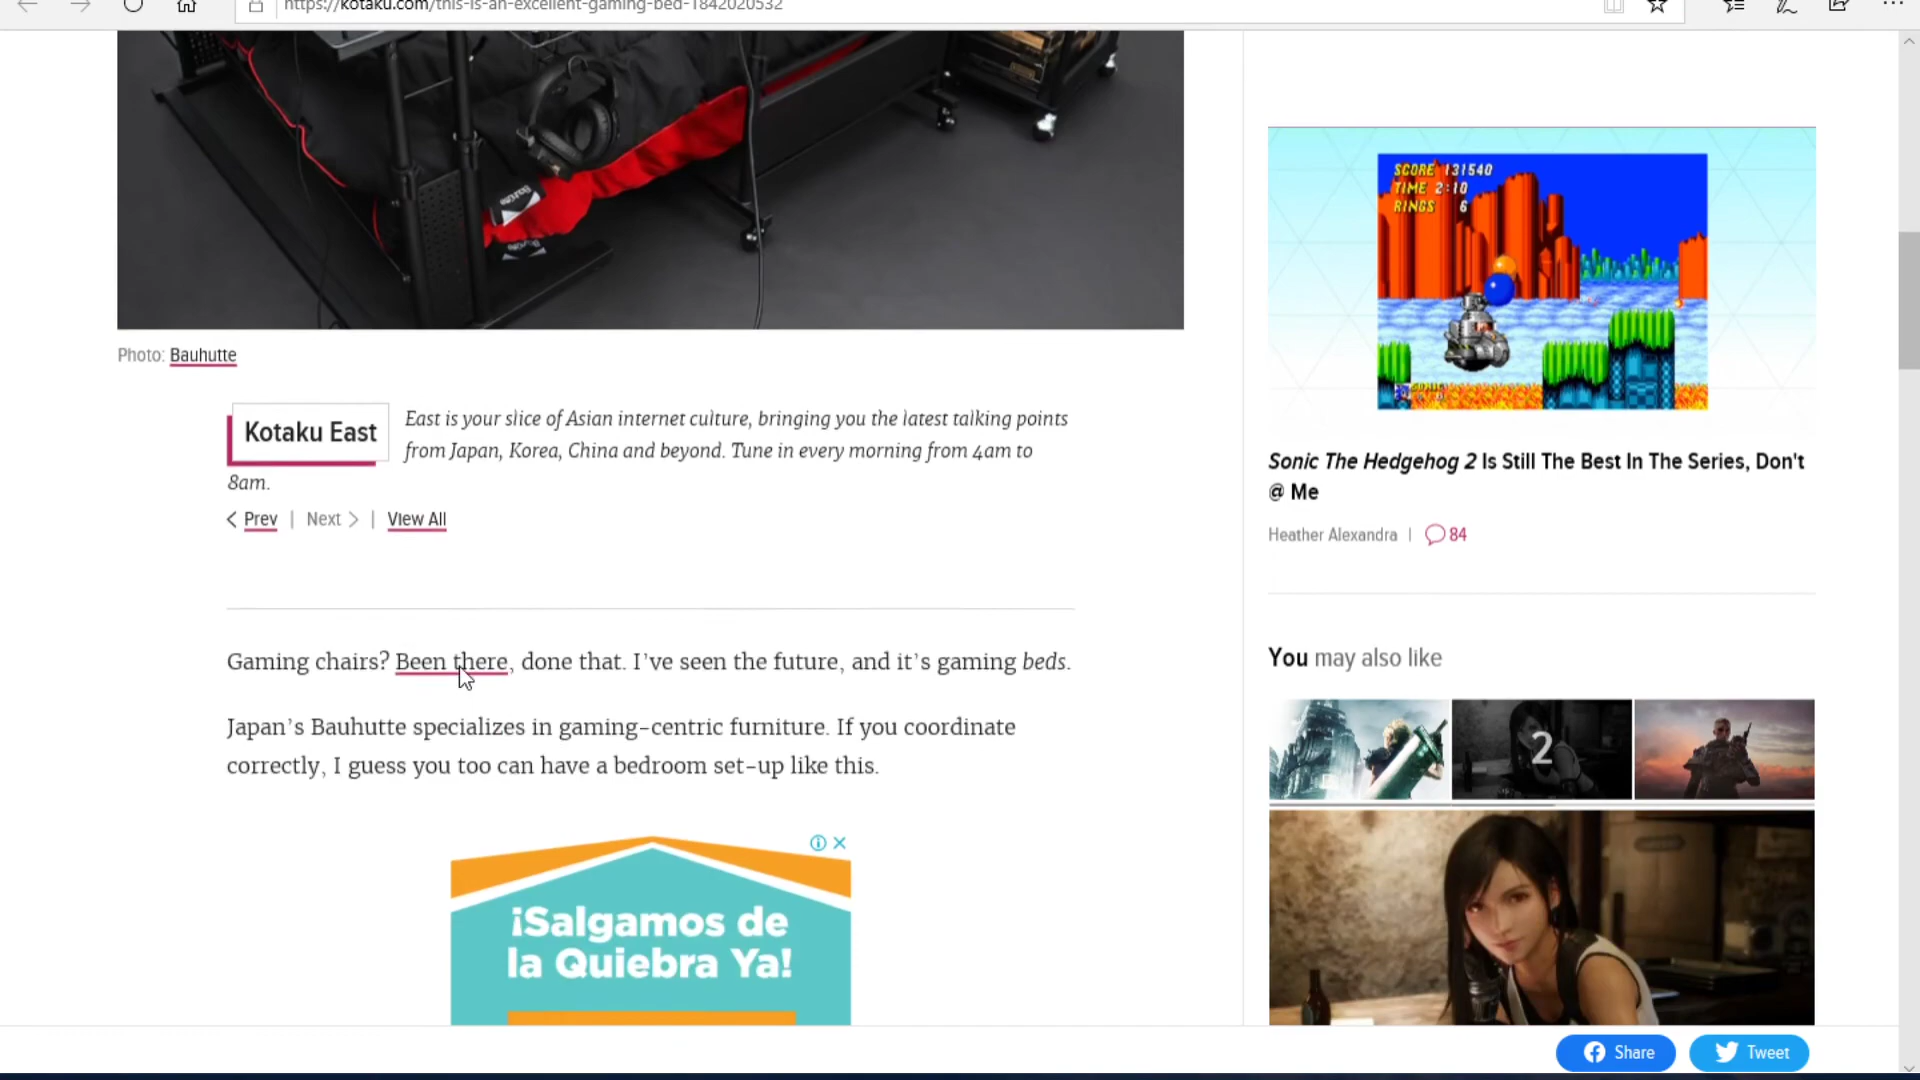 https://kotaku.com/this-is-an-excellent-gaming-bed-1842020532
Photo: Bauhutte
Kotaku East
East is your slice of Asian internet culture, bringing you the latest talking points
from Japan, Korea, China and beyond. Tune in every morning from 4am to
8am.
Prev | Next | View All
Gaming chairs? Been there, done that. I've seen the future, and it's gaming beds.
Japan's Bauhutte specializes in gaming-centric furniture. If you coordinate
correctly, I guess you too can have a bedroom set-up like this.
¡Salgamos de
la Quiebra Ya!
SCORE 131540
TIME 2:10
RINGS 6
Sonic The Hedgehog 2 Is Still The Best In The Series, Don't
@ Me
Heather Alexandra | 84
You may also like
2
Share
Tweet